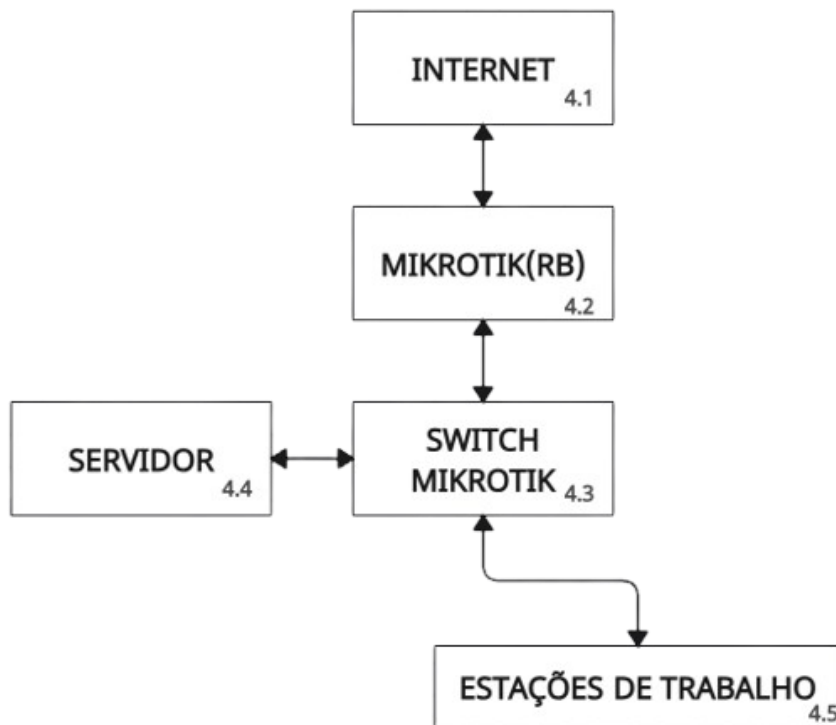 INTERNET
4.1
MIKROTIK(RB)
4.2
SERVIDOR
4.4
SWITCH
MIKROTIK
4.3
ESTAÇÕES DE TRABALHO
4.5